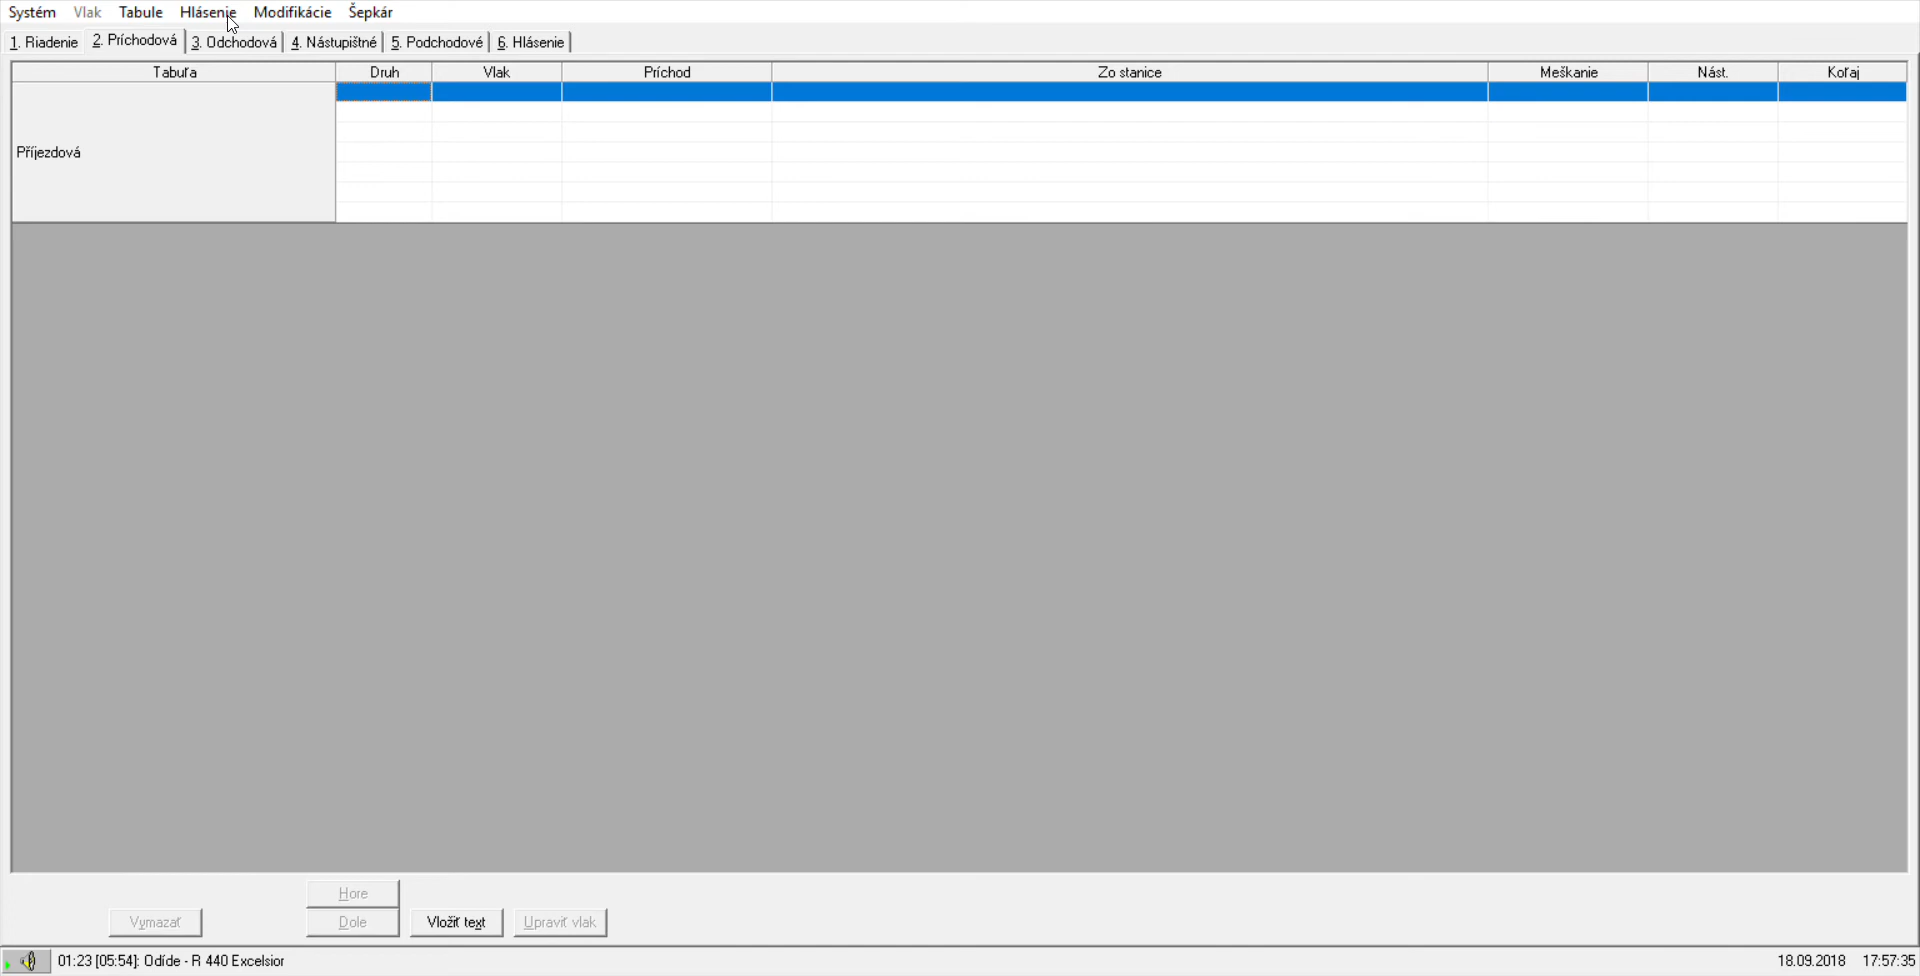 Systém Vlak Tabule Hlásenie Modifikácie Šepkár
1. Riadenie 2. Príchodová 3. Odchodová 4. Nástupištné 5. Podchodové 6. Hlásenie
Tabuľa Druh Vlak Príchod Zo stanice Meškanie Nást. Koľaj
Příjezdová
Hore
Vymazať Dole Vložiť text Upraviť vlak
01:23 [05:54]: Odíde - R 440 Excelsior 18.09.2018 17:57:35